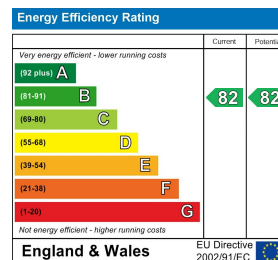 Energy Efficiency Rating
Current Potential
Very energy efficient - lower running costs
(92 plus) A
(81-91) B 82 82
(69-80) C
(55-68) D
(39-54) E
(21-38) F
(1-20) G
Not energy efficient - higher running costs
England & Wales
EU Directive
2002/91/EC